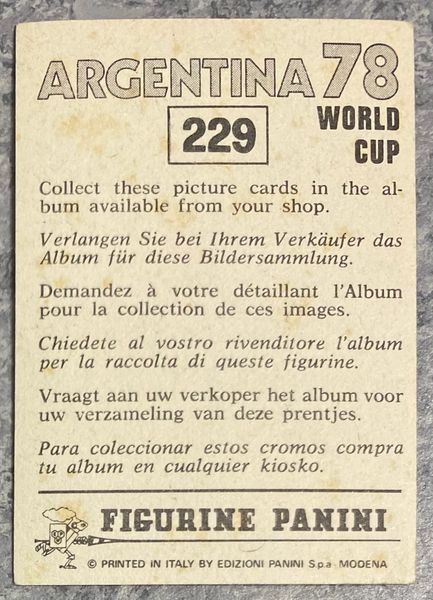 ARGENTINA 78
229
WORLD
CUP
Collect these picture cards in the al-
bum available from your shop.
Verlangen Sie bei Ihrem Verkäufer das
Album für diese Bildersammlung.
Demandez à votre détaillant l'Album
pour la collection de ces images.
Chiedete al vostro rivenditore l'album
per la raccolta di queste figurine.
Vraagt aan uw verkoper het album voor
uw verzameling van deze prentjes.
Para coleccionar estos cromos compra
tu album en cualquier kiosko.
FIGURINE PANINI
© PRINTED IN ITALY BY EDIZIONI PANINI S.p.a MODENA